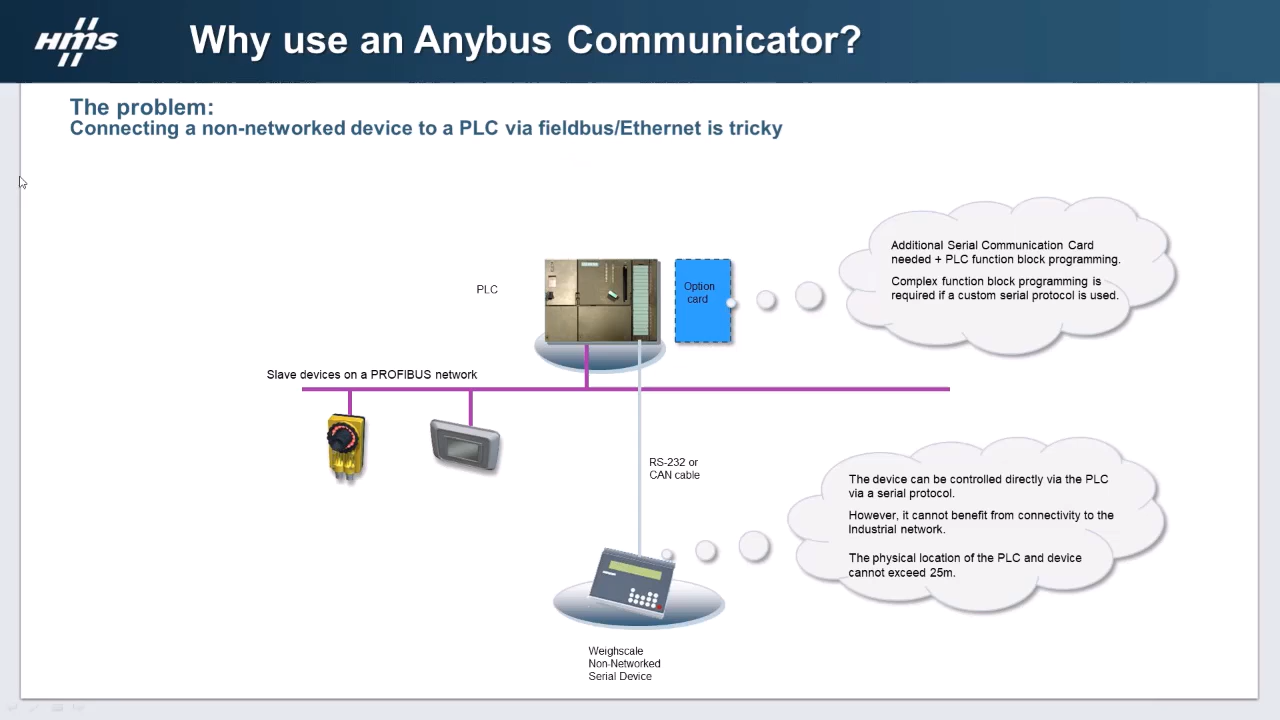 HMS
Why use an Anybus Communicator?
The problem:
Connecting a non-networked device to a PLC via fieldbus/Ethernet is tricky
Additional Serial Communication Card
needed + PLC function block programming.
Complex function block programming is
required if a custom serial protocol is used.
PLC
Option
card
Slave devices on a PROFIBUS network
RS-232 or
CAN cable
The device can be controlled directly via the PLC
via a serial protocol.
However, it cannot benefit from connectivity to the
Industrial network.
The physical location of the PLC and device
cannot exceed 25m.
Weighscale
Non-Networked
Serial Device